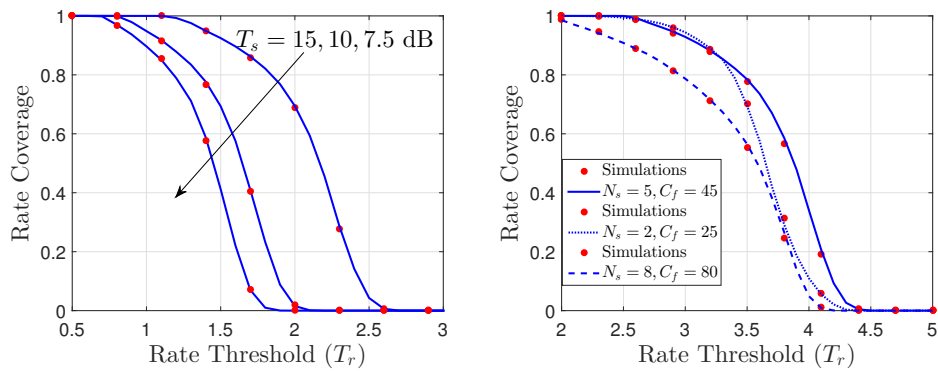 Rate Coverage
1
0.8
0.6
0.4
0.2
0
0.5
1
1.5
2
2.5
3
Rate Threshold (T_r)
T_s = 15, 10, 7.5 dB
Rate Coverage
1
0.8
0.6
0.4
0.2
0
2
2.5
3
3.5
4
4.5
5
Rate Threshold (T_r)
Simulations
N_s = 5, C_f = 45
Simulations
N_s = 2, C_f = 25
Simulations
N_s = 8, C_f = 80